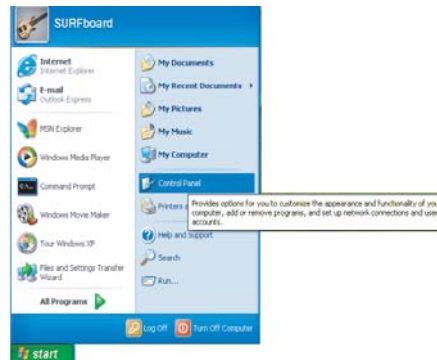 SURFboard
Internet
Internet Explorer
E-mail
Outlook Express
MSN Explorer
Windows Media Player
Command Prompt
Windows Movie Maker
Tour Windows XP
Files and Settings Transfer
Wizard
All Programs
My Documents
My Recent Documents
My Pictures
My Music
My Computer
Control Panel
Printers
Provides options for you to customize the appearance and functionality of you
computer, add or remove programs, and set up network connections and user
accounts.
Help and Support
Search
Run...
Log Off
Turn Off Computer
start